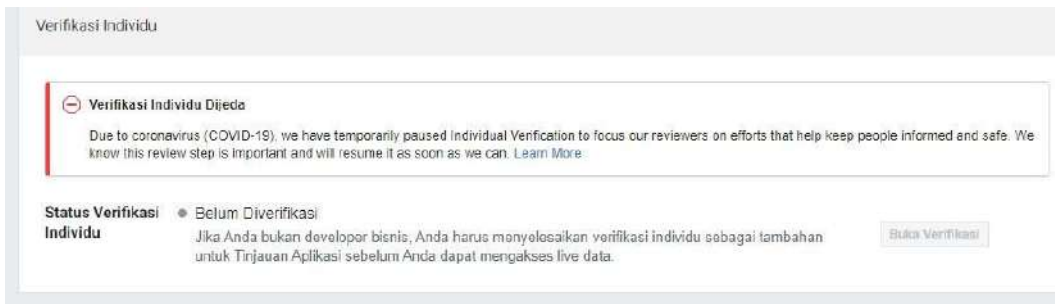 Verifikasi Individu
Verifikasi Individu Dijeda
Due to coronavirus (COVID-19), we have temporarily paused Individual Verification to focus our reviewers on efforts that help keep people informed and safe. We
know this review step is important and will resume it as soon as we can. Learn More
Status Verifikasi
Individu
Belum Diverifikasi
Jika Anda bukan developer bisnis, Anda harus menyelesaikan verifikasi individu sebagai tambahan
untuk Tinjauan Aplikasi sebelum Anda dapat mengakses live data.
Buka Verifikasi